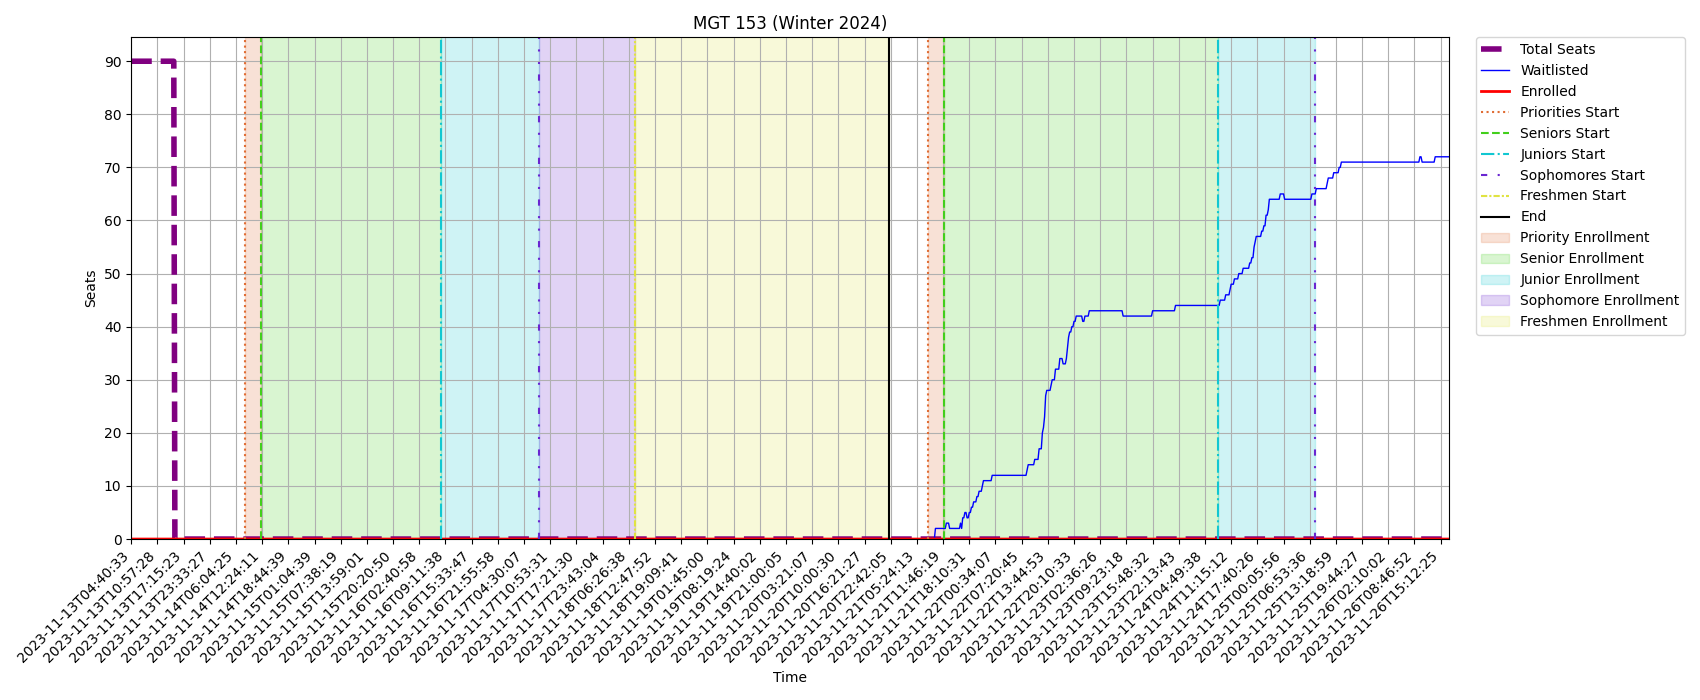 MGT 153 (Winter 2024)
Seats
90
80
70
60
50
40
30
20
10
0
2023-11-13T04:40:33
2023-11-13T10:57:28
2023-11-13T17:15:23
2023-11-13T23:33:27
2023-11-14T06:04:25
2023-11-14T12:24:11
2023-11-14T18:44:39
2023-11-15T01:04:39
2023-11-15T07:38:19
2023-11-15T13:59:01
2023-11-15T20:20:50
2023-11-16T02:40:58
2023-11-16T09:11:38
2023-11-16T15:33:47
2023-11-16T21:55:58
2023-11-17T04:30:07
2023-11-17T10:53:31
2023-11-17T17:21:30
2023-11-17T23:43:04
2023-11-18T06:26:38
2023-11-18T12:47:52
2023-11-18T19:09:41
2023-11-19T01:45:00
2023-11-19T08:19:24
2023-11-19T14:40:02
2023-11-19T21:00:05
2023-11-20T03:21:07
2023-11-20T10:00:30
2023-11-20T16:21:27
2023-11-20T22:42:05
2023-11-21T05:24:13
2023-11-21T11:46:19
2023-11-21T18:10:31
2023-11-22T00:34:07
2023-11-22T07:20:45
2023-11-22T13:44:53
2023-11-22T20:10:33
2023-11-23T02:36:26
2023-11-23T09:23:18
2023-11-23T15:48:32
2023-11-23T22:13:43
2023-11-24T04:49:38
2023-11-24T11:15:12
2023-11-24T17:40:26
2023-11-25T00:05:56
2023-11-25T06:53:36
2023-11-25T13:18:59
2023-11-25T19:44:27
2023-11-26T02:10:02
2023-11-26T08:46:52
2023-11-26T15:12:25
Time
Total Seats
Waitlisted
Enrolled
Priorities Start
Seniors Start
Juniors Start
Sophomores Start
Freshmen Start
End
Priority Enrollment
Senior Enrollment
Junior Enrollment
Sophomore Enrollment
Freshmen Enrollment